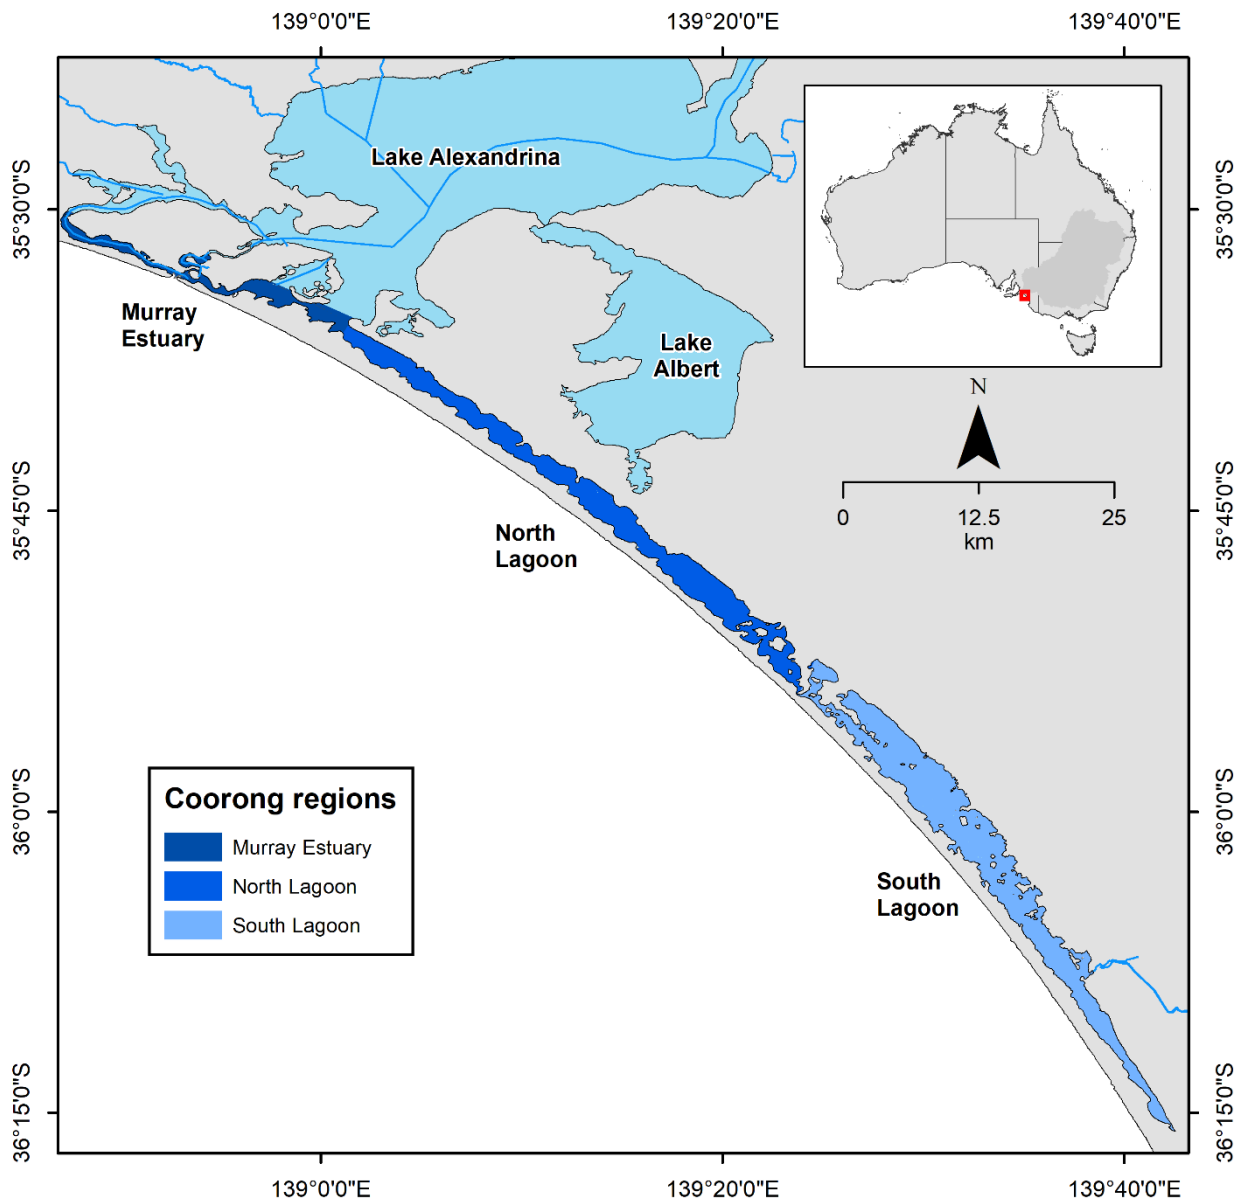 139°0'0"E
139°20'0"E
139°40'0"E
35°30'0"S
35°30'0"S
Lake Alexandrina
Murray
Estuary
Lake
Albert
N
0
12.5
25
km
35°45'0"S
35°45'0"S
North
Lagoon
Coorong regions
Murray Estuary
North Lagoon
South Lagoon
36°0'0"S
36°0'0"S
South
Lagoon
36°15'0"S
36°15'0"S
139°0'0"E
139°20'0"E
139°40'0"E